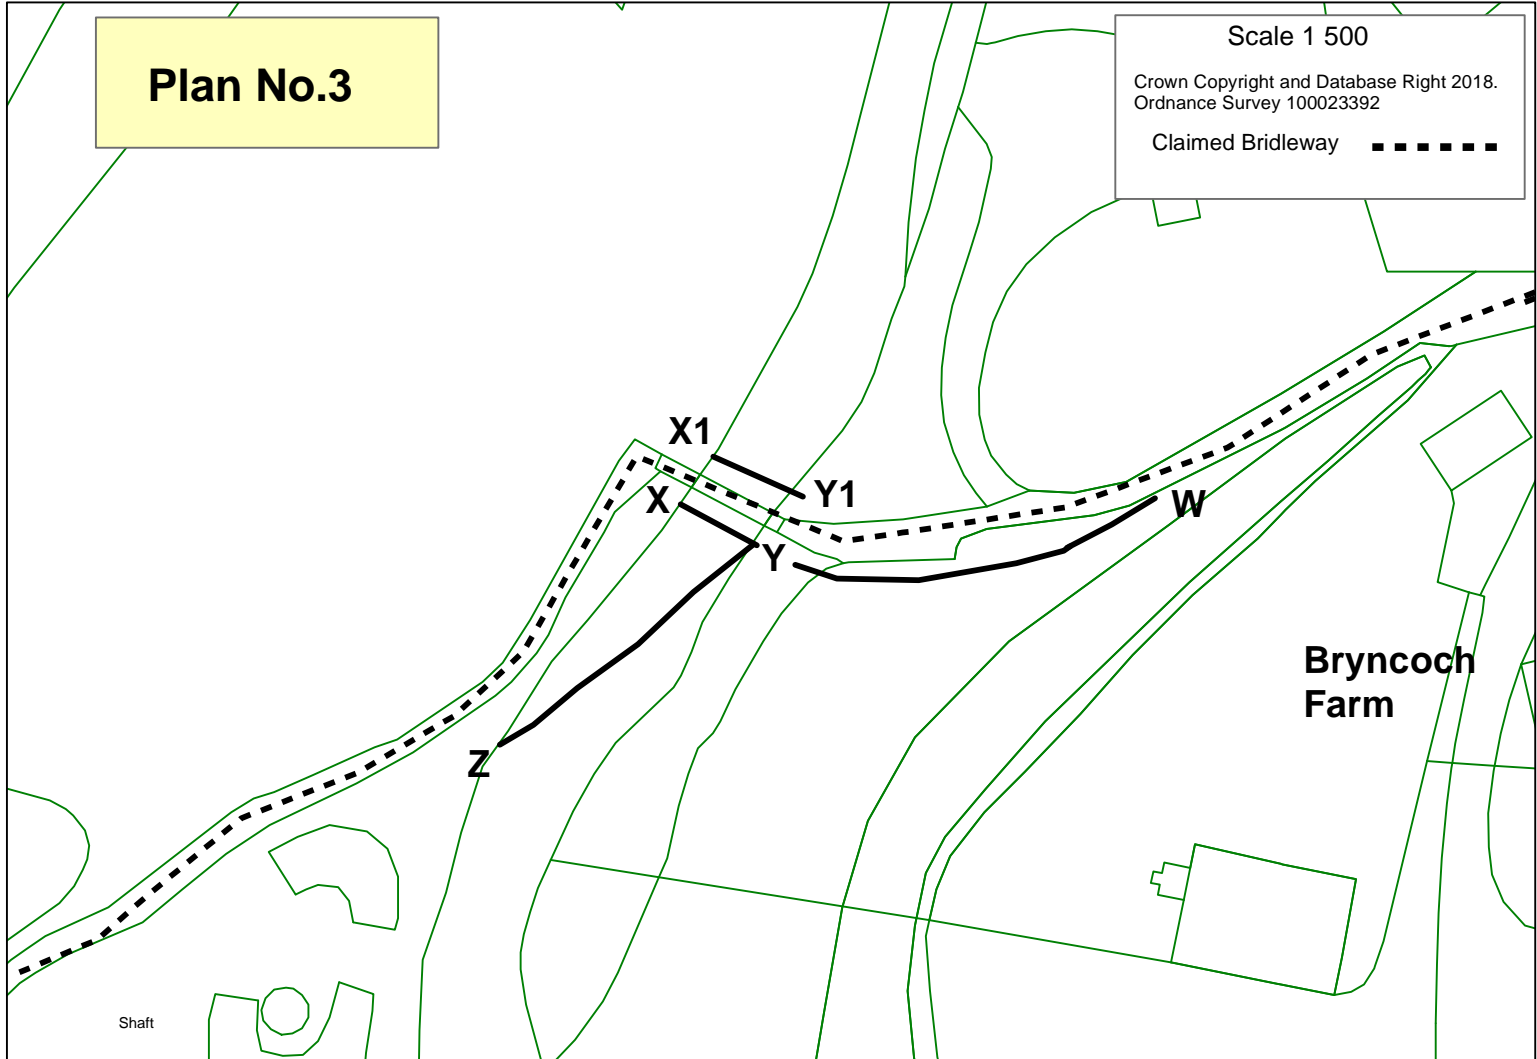 Plan No.3
Scale 1 500
Crown Copyright and Database Right 2018.
Ordnance Survey 100023392
Claimed Bridleway
X1
Y1
X
W
Y
Z
Bryncoch
Farm
Shaft